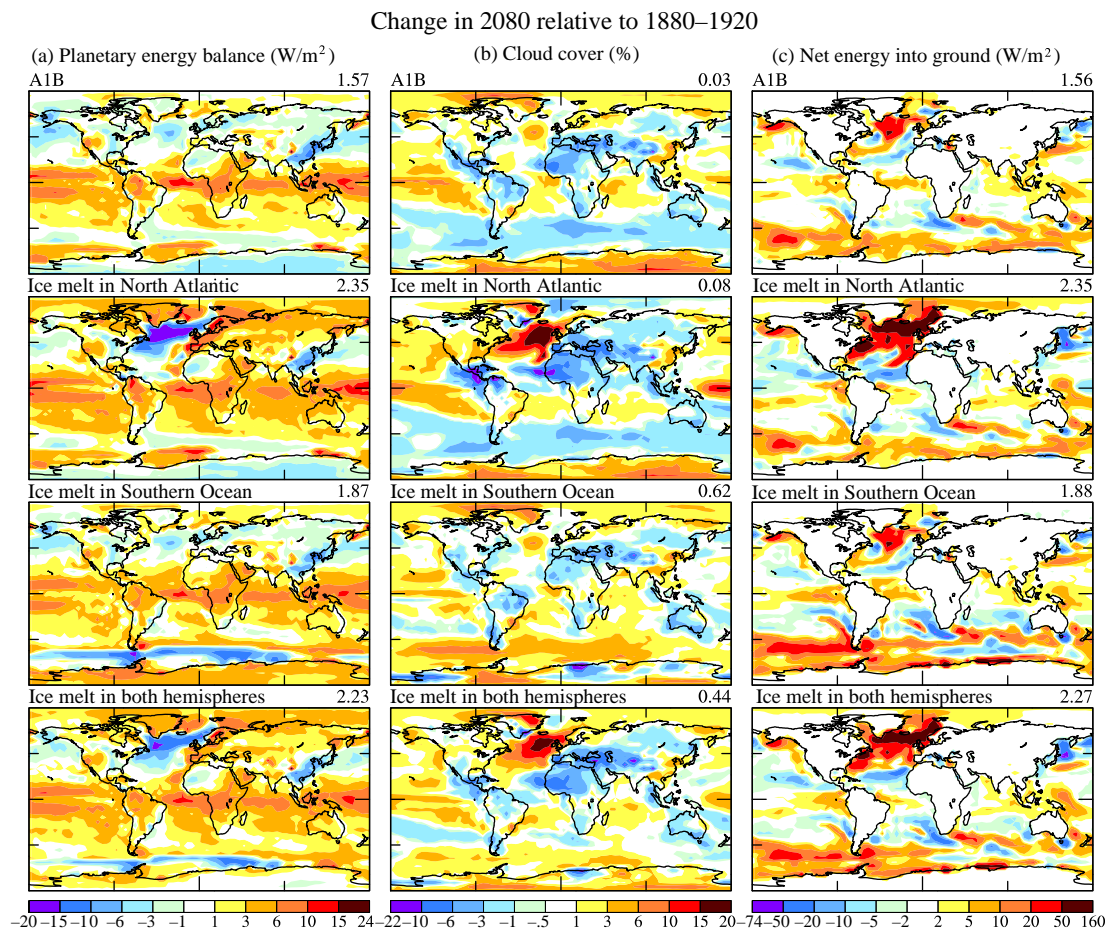 Change in 2080 relative to 1880–1920
(a) Planetary energy balance (W/m²)
(b) Cloud cover (%)
(c) Net energy into ground (W/m²)
A1B 1.57
A1B 0.03
A1B 1.56
Ice melt in North Atlantic 2.35
Ice melt in North Atlantic 0.08
Ice melt in North Atlantic 2.35
Ice melt in Southern Ocean 1.87
Ice melt in Southern Ocean 0.62
Ice melt in Southern Ocean 1.88
Ice melt in both hemispheres 2.23
Ice melt in both hemispheres 0.44
Ice melt in both hemispheres 2.27
−20 −15 −10 −6 −3 −1 1 3 6 10 15 24
−22 −10 −6 −3 −1 −.5 1 3 10 15 20
−74 −50 −20 −10 −5 −2 2 5 10 20 50 160